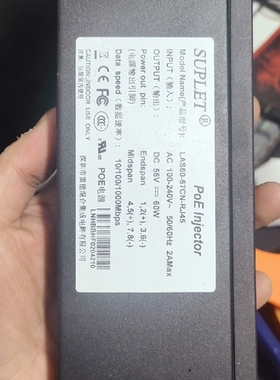 SUPLET®
PoE Injector
Model Name(产品型号): LAS60-57CN-RJ45
INPUT (输入): AC 100-240V~ 50/60Hz 2AMax
OUTPUT (输出): DC 56V 60W
Power out pin: Endspan 1,2(+) 3,6(-)
(电源输出引脚) Midspan 4,5(+), 7,8(-)
Data speed (数据速率): 10/100/1000Mbps
POE电源
CAUTION:INDOOR USE ONLY